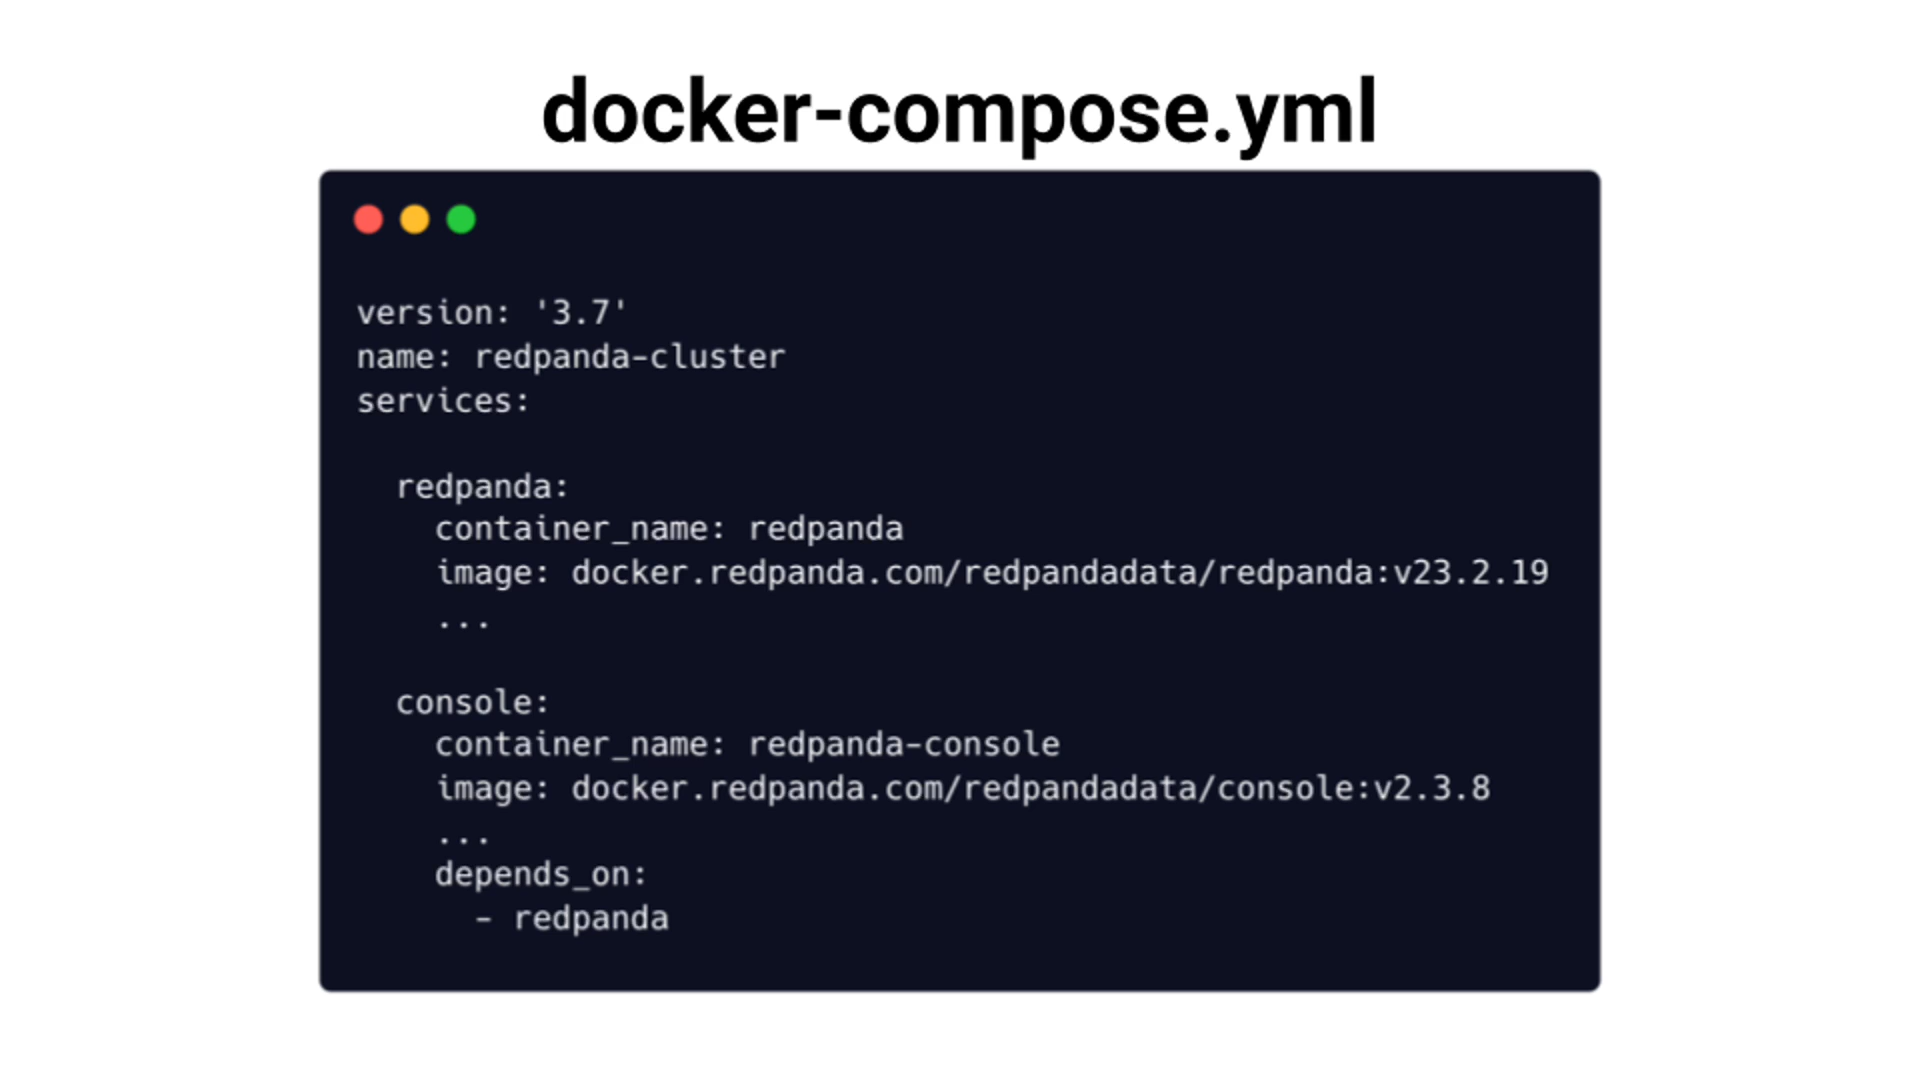 docker-compose.yml
version: '3.7'
name: redpanda-cluster
services:
  redpanda:
    container_name: redpanda
    image: docker.redpanda.com/redpandadata/redpanda:v23.2.19
    ...
  console:
    container_name: redpanda-console
    image: docker.redpanda.com/redpandadata/console:v2.3.8
    ...
    depends_on:
      - redpanda